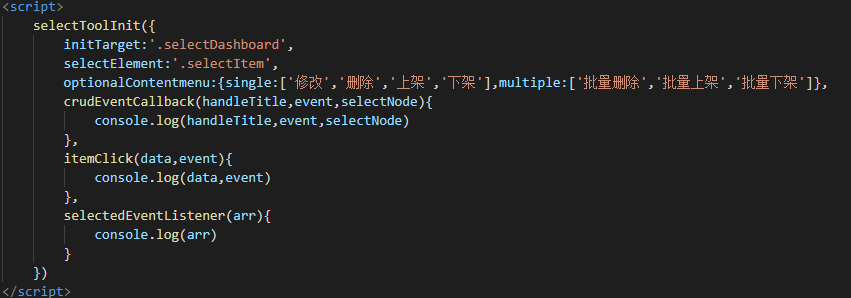 <script>
selectToolInit({
initTarget:'.selectDashboard',
selectElement:'.selectItem',
optionalContentmenu:{single:['修改','删除','上架','下架'],multiple:['批量删除','批量上架','批量下架']},
crudEventCallback(handleTitle,event,selectNode){
console.log(handleTitle,event,selectNode)
},
itemClick(data,event){
console.log(data,event)
},
selectedEventListener(arr){
console.log(arr)
}
})
</script>